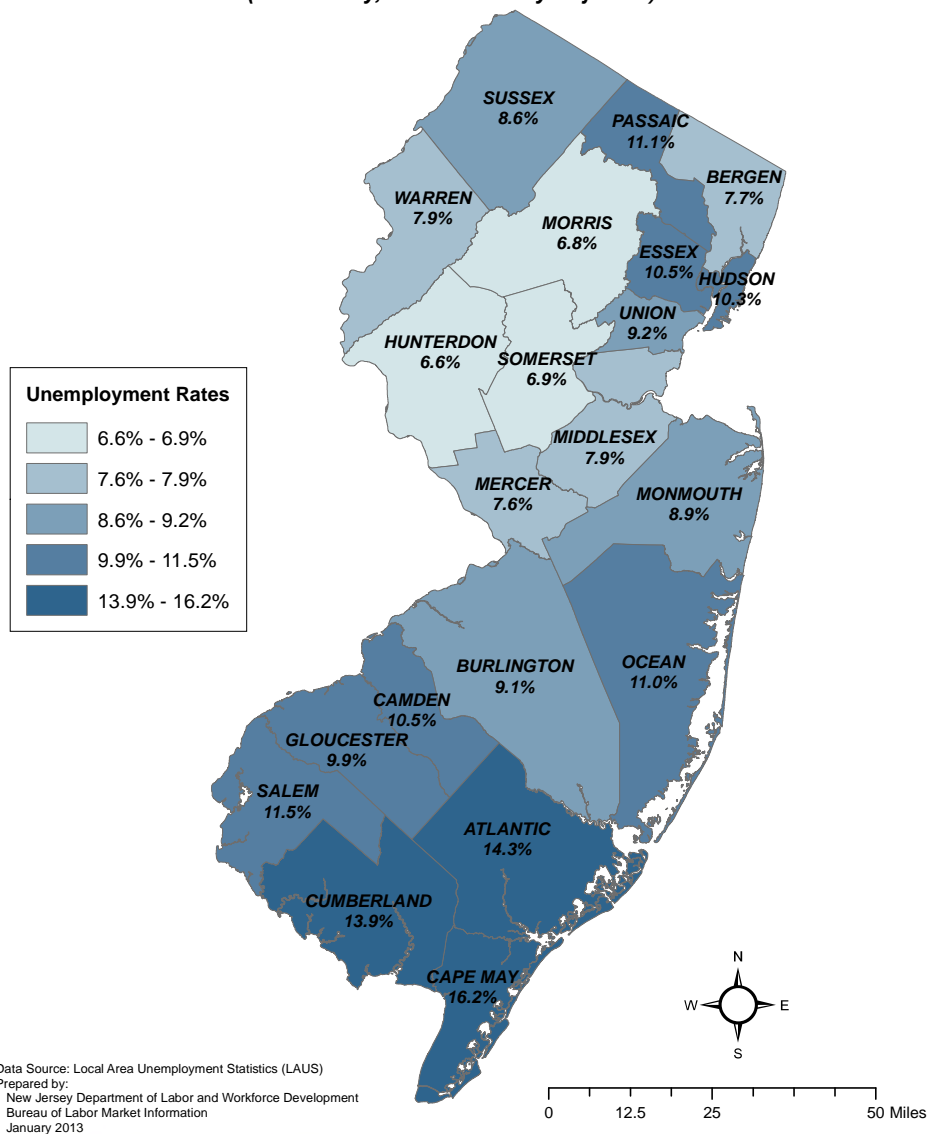 SUSSEX
8.6%
PASSAIC
11.1%
BERGEN
7.7%
WARREN
7.9%
MORRIS
6.8%
ESSEX
10.5%
HUDSON
10.3%
UNION
9.2%
HUNTERDON
6.6%
SOMERSET
6.9%
MIDDLESEX
7.9%
MERCER
7.6%
MONMOUTH
8.9%
Unemployment Rates
6.6% - 6.9%
7.6% - 7.9%
8.6% - 9.2%
9.9% - 11.5%
13.9% - 16.2%
BURLINGTON
9.1%
OCEAN
11.0%
CAMDEN
10.5%
GLOUCESTER
9.9%
SALEM
11.5%
ATLANTIC
14.3%
CUMBERLAND
13.9%
CAPE MAY
16.2%
N
W E
S
Data Source: Local Area Unemployment Statistics (LAUS)
Prepared by:
New Jersey Department of Labor and Workforce Development
Bureau of Labor Market Information
January 2013
0 12.5 25 50 Miles